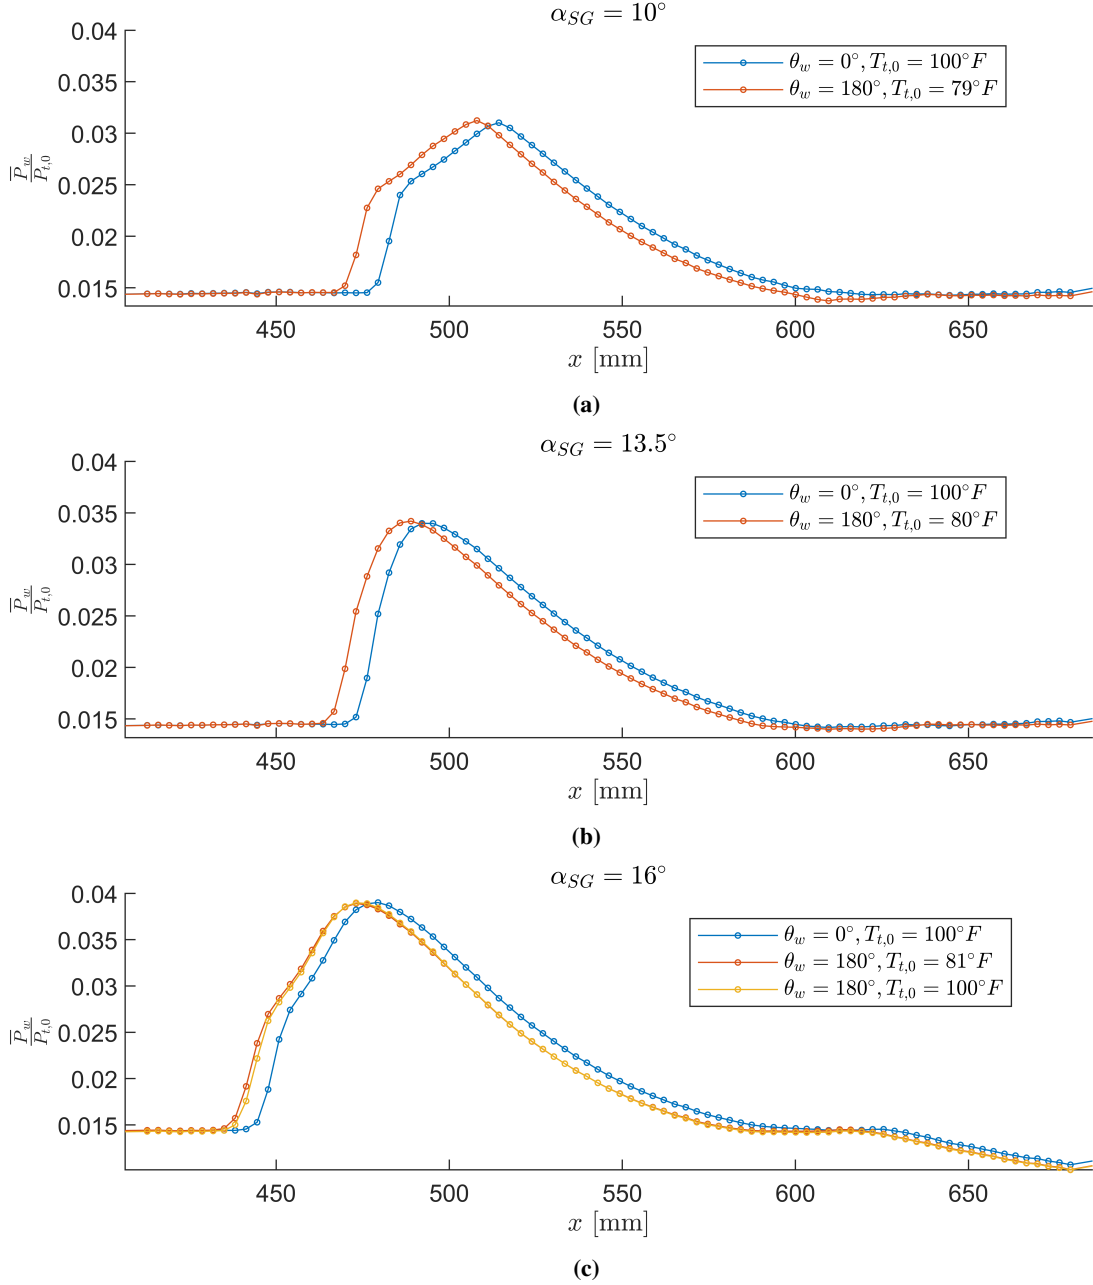 α_SG = 10°
0.04
0.035
0.03
0.025
0.02
0.015
P̅_w / P_t,0
θ_w = 0°, T_t,0 = 100°F
θ_w = 180°, T_t,0 = 79°F
450 500 550 600 650
x [mm]
(a)
α_SG = 13.5°
0.04
0.035
0.03
0.025
0.02
0.015
P̅_w / P_t,0
θ_w = 0°, T_t,0 = 100°F
θ_w = 180°, T_t,0 = 80°F
450 500 550 600 650
x [mm]
(b)
α_SG = 16°
0.04
0.035
0.03
0.025
0.02
0.015
P̅_w / P_t,0
θ_w = 0°, T_t,0 = 100°F
θ_w = 180°, T_t,0 = 81°F
θ_w = 180°, T_t,0 = 100°F
450 500 550 600 650
x [mm]
(c)